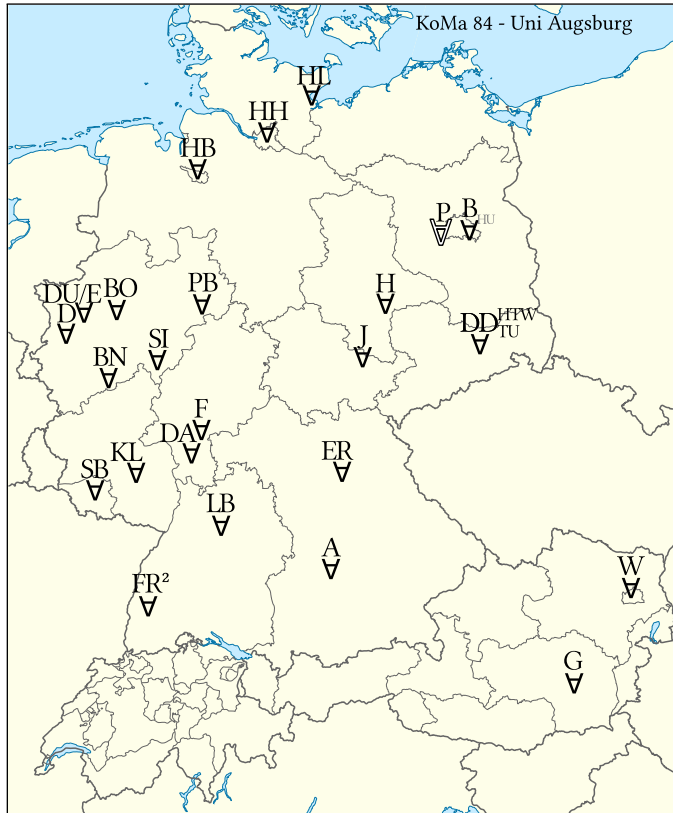 KoMa 84 - Uni Augsburg
HL
HH
HB
P
B
HU
DU/E
BO
PB
H
D
HTW
DD
TU
SI
J
BN
F
DA
KL
ER
SB
LB
A
W
FR²
G